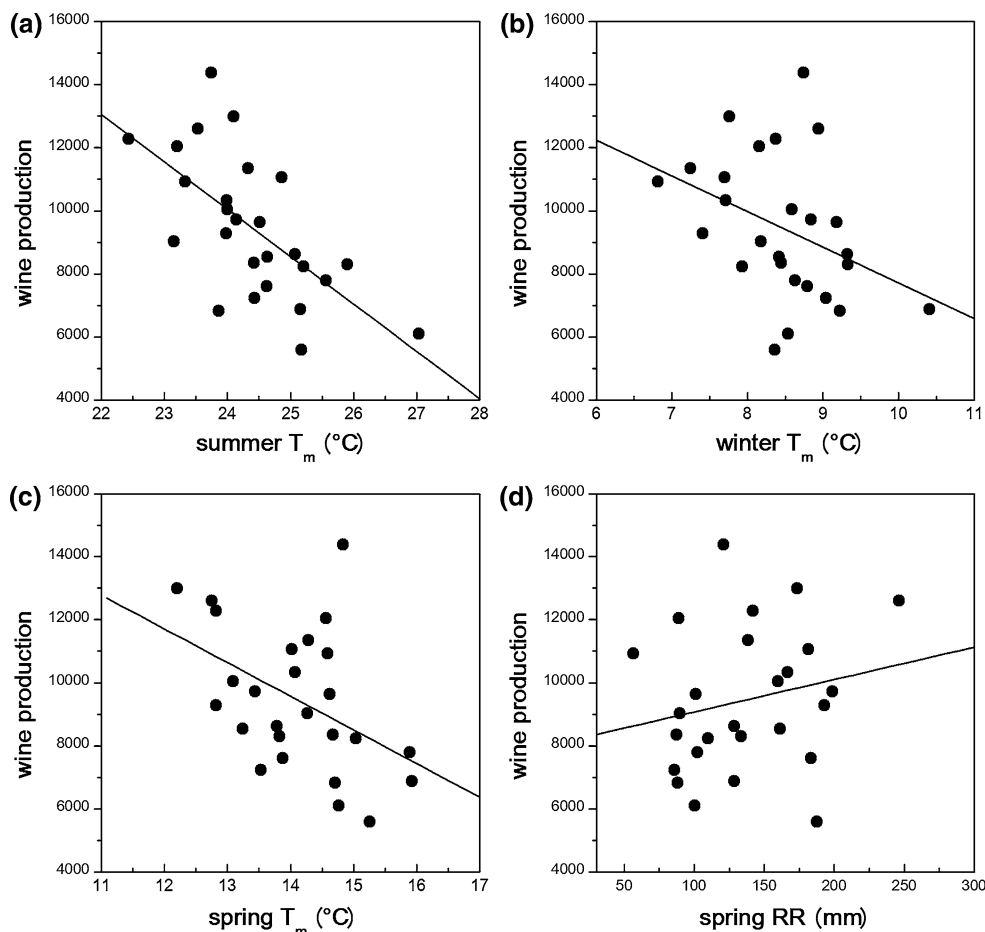 (a)
16000
14000
12000
10000
8000
6000
4000
wine production
22 23 24 25 26 27 28
summer Tm (°C)
(b)
16000
14000
12000
10000
8000
6000
4000
wine production
6 7 8 9 10 11
winter Tm (°C)
(c)
16000
14000
12000
10000
8000
6000
4000
wine production
11 12 13 14 15 16 17
spring Tm (°C)
(d)
16000
14000
12000
10000
8000
6000
4000
wine production
50 100 150 200 250 300
spring RR (mm)